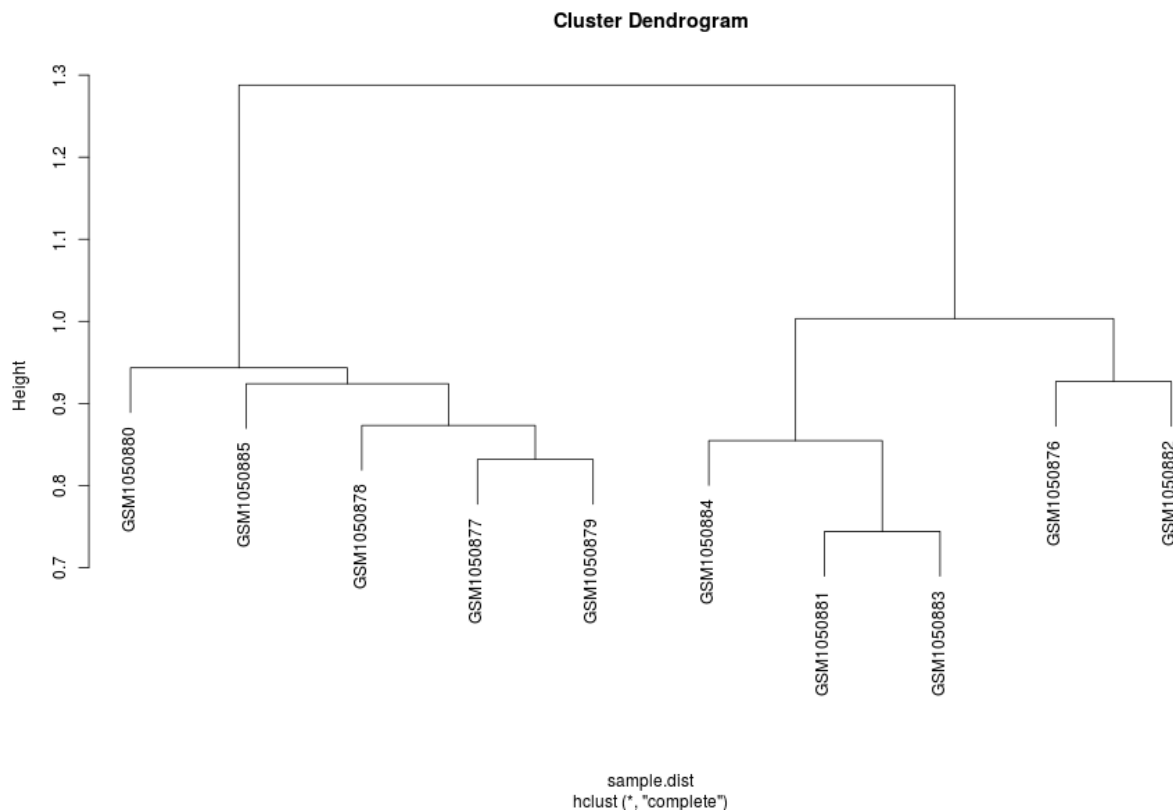 Cluster Dendrogram
Height
1.3
1.2
1.1
1.0
0.9
0.8
0.7
GSM1050880
GSM1050885
GSM1050878
GSM1050877
GSM1050879
GSM1050884
GSM1050881
GSM1050883
GSM1050876
GSM1050882
sample.dist
hclust (*, "complete")